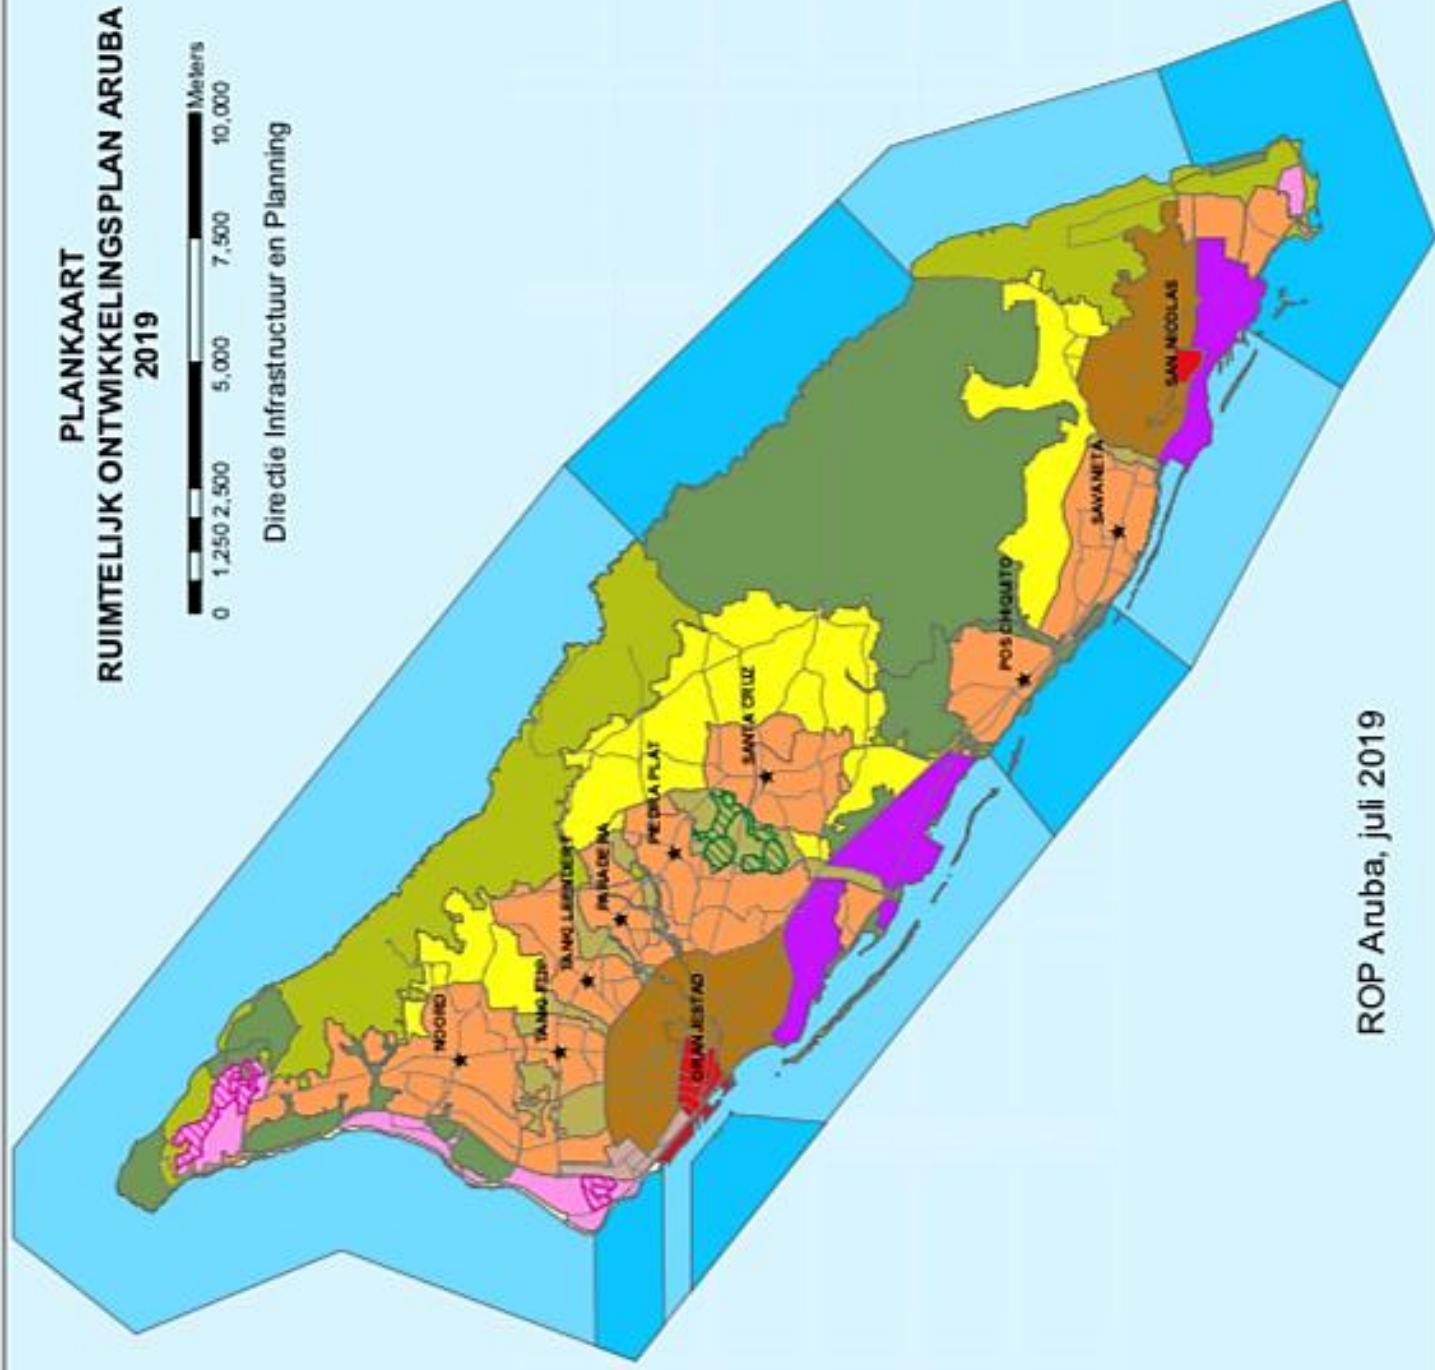 PLANKAART
RUIMTELIJK ONTWIKKELINGSPLAN ARUBA
2019
0 1,250 2,500 5,000 7,500 10,000
Meters
Directie Infrastructuur en Planning
NOORD
TANKI FLIP
TANKI LEENDERT
PARADERA
PIEDRA PLAT
SANTA CRUZ
ORANJESTAD
POS CHIQUITO
SAVANETA
SAN NICOLAS
ROP Aruba, juli 2019